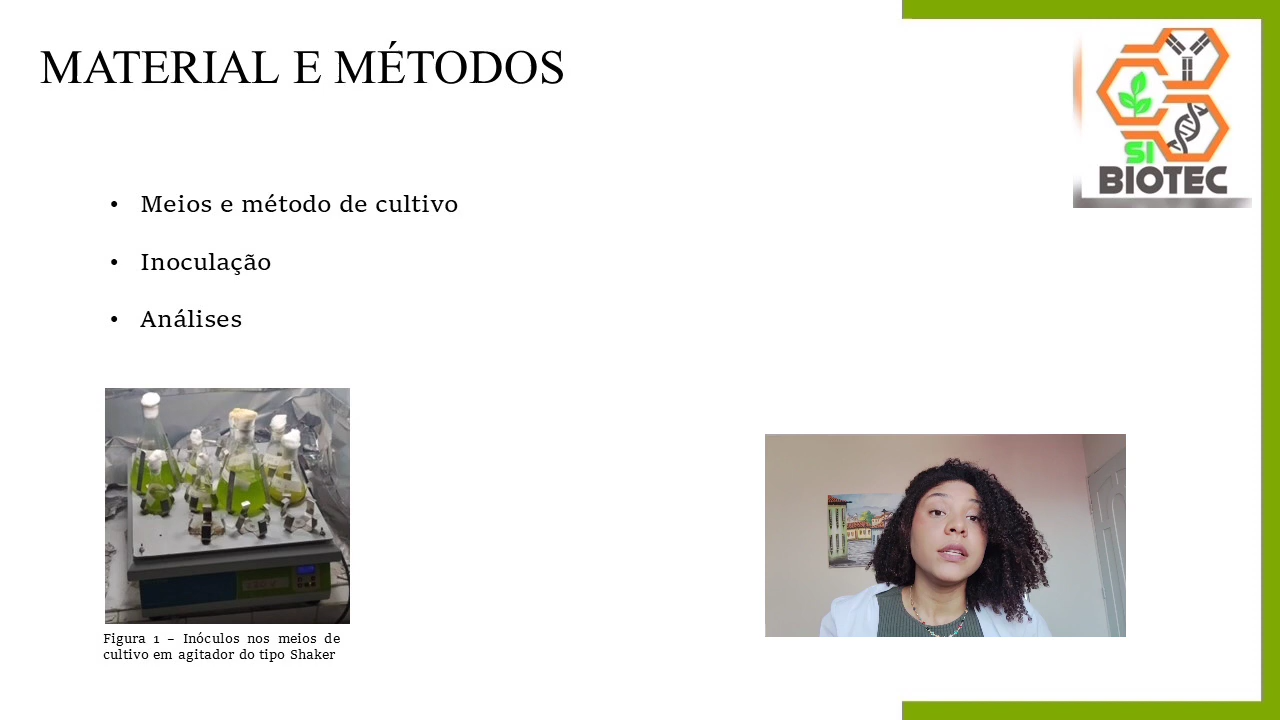 MATERIAL E MÉTODOS
SI
BIOTEC
• Meios e método de cultivo
• Inoculação
• Análises
Figura 1 – Inóculos nos meios de
cultivo em agitador do tipo Shaker